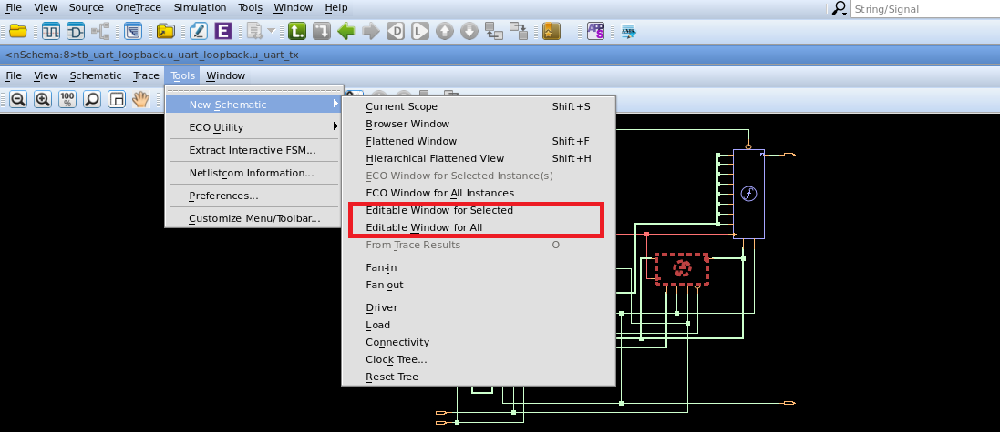 File View Source OneTrace Simulation Tools Window Help
String/Signal
D L
E APPS
<nSchema:8>tb_uart_loopback.u_uart_loopback.u_uart_tx
File View Schematic Trace Tools Window
100 %
New Schematic
ECO Utility
Extract Interactive FSM...
Netlistcom Information...
Preferences...
Customize Menu/Toolbar...
Current Scope Shift+S
Browser Window
Flattened Window Shift+F
Hierarchical Flattened View Shift+H
ECO Window for Selected Instance(s)
ECO Window for All Instances
Editable Window for Selected
Editable Window for All
From Trace Results O
Fan-in
Fan-out
Driver
Load
Connectivity
Clock Tree...
Reset Tree
f